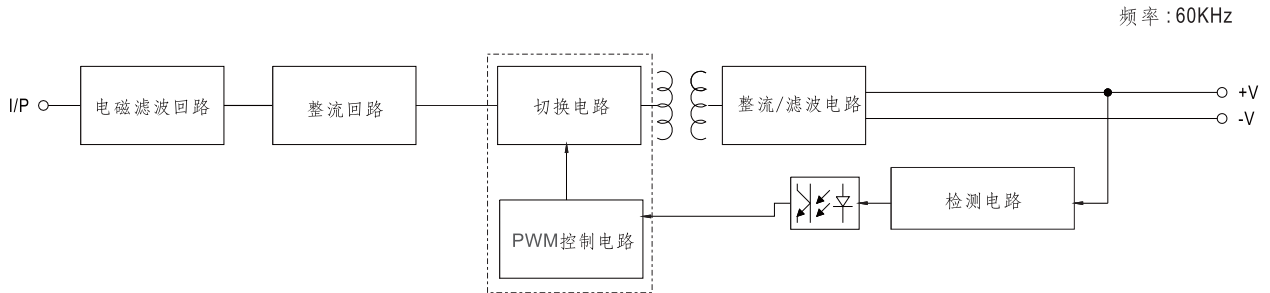 频率 : 60KHz
I/P
电磁滤波回路
整流回路
切换电路
整流/滤波电路
+V
-V
检测电路
PWM控制电路